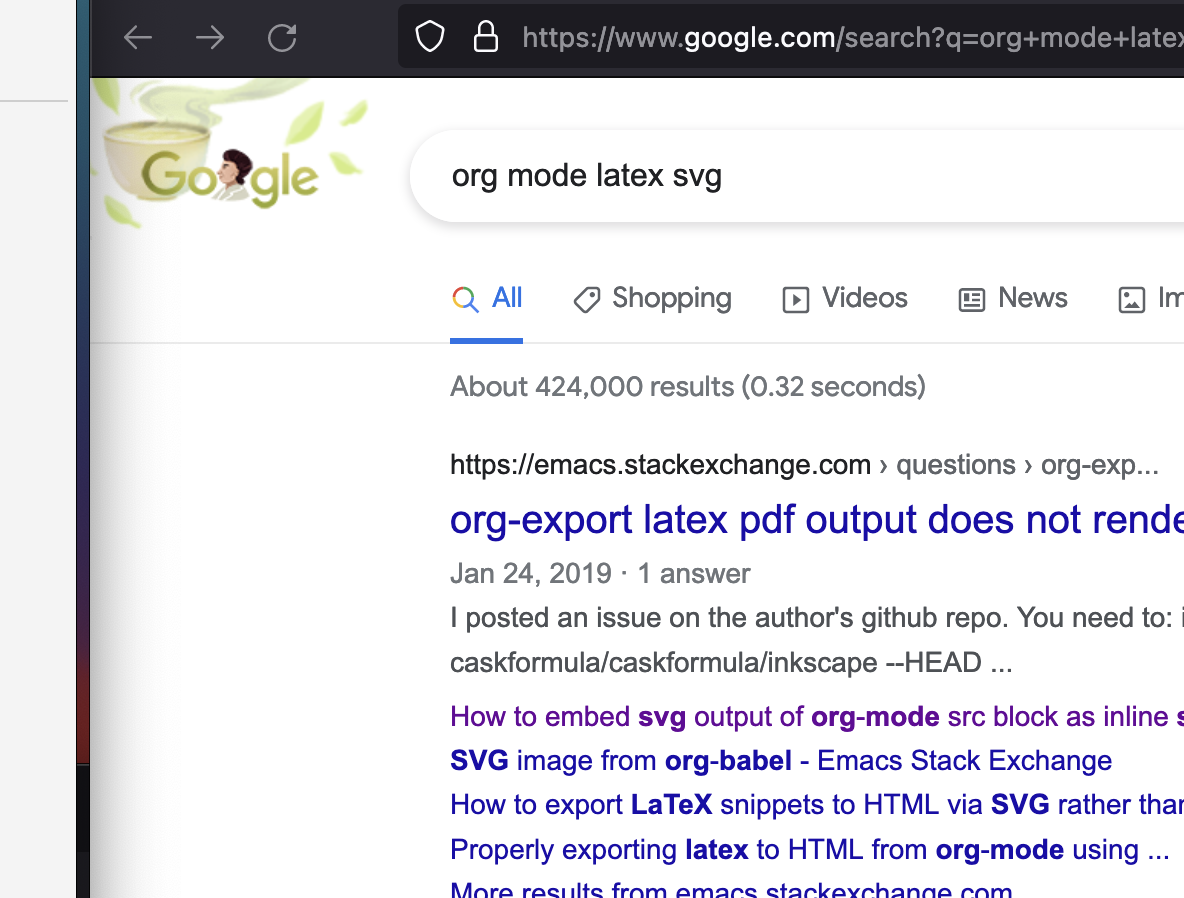 https://www.google.com/search?q=org+mode+latex
Google
org mode latex svg
All Shopping Videos News Im
About 424,000 results (0.32 seconds)
https://emacs.stackexchange.com › questions › org-exp...
org-export latex pdf output does not rende
Jan 24, 2019 · 1 answer
I posted an issue on the author's github repo. You need to: i
caskformula/caskformula/inkscape --HEAD ...
How to embed svg output of org-mode src block as inline s
SVG image from org-babel - Emacs Stack Exchange
How to export LaTeX snippets to HTML via SVG rather than
Properly exporting latex to HTML from org-mode using ...
More results from emacs.stackexchange.com